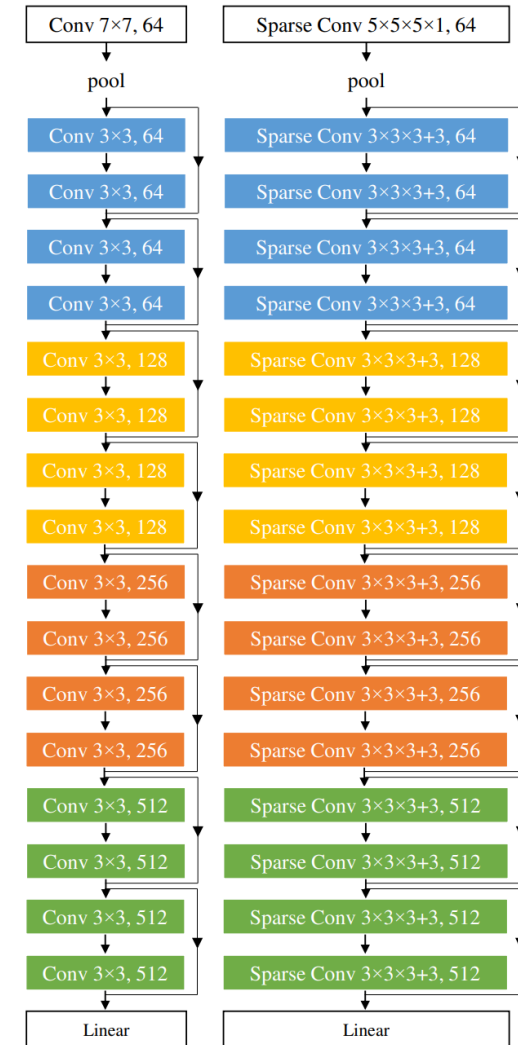 Conv 7×7, 64
pool
Conv 3×3, 64
Conv 3×3, 64
Conv 3×3, 64
Conv 3×3, 64
Conv 3×3, 128
Conv 3×3, 128
Conv 3×3, 128
Conv 3×3, 128
Conv 3×3, 256
Conv 3×3, 256
Conv 3×3, 256
Conv 3×3, 256
Conv 3×3, 512
Conv 3×3, 512
Conv 3×3, 512
Conv 3×3, 512
Linear
Sparse Conv 5×5×5×1, 64
pool
Sparse Conv 3×3×3+3, 64
Sparse Conv 3×3×3+3, 64
Sparse Conv 3×3×3+3, 64
Sparse Conv 3×3×3+3, 64
Sparse Conv 3×3×3+3, 128
Sparse Conv 3×3×3+3, 128
Sparse Conv 3×3×3+3, 128
Sparse Conv 3×3×3+3, 128
Sparse Conv 3×3×3+3, 256
Sparse Conv 3×3×3+3, 256
Sparse Conv 3×3×3+3, 256
Sparse Conv 3×3×3+3, 256
Sparse Conv 3×3×3+3, 512
Sparse Conv 3×3×3+3, 512
Sparse Conv 3×3×3+3, 512
Sparse Conv 3×3×3+3, 512
Linear